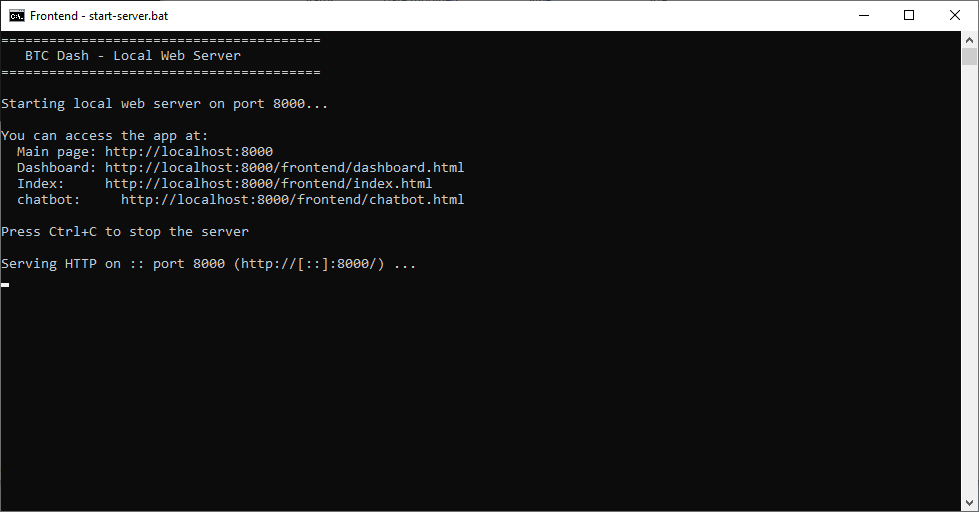 Frontend - start-server.bat
========================================
   BTC Dash - Local Web Server
========================================
Starting local web server on port 8000...
You can access the app at:
  Main page: http://localhost:8000
  Dashboard: http://localhost:8000/frontend/dashboard.html
  Index:     http://localhost:8000/frontend/index.html
  chatbot:     http://localhost:8000/frontend/chatbot.html
Press Ctrl+C to stop the server
Serving HTTP on :: port 8000 (http://[::]:8000/) ...